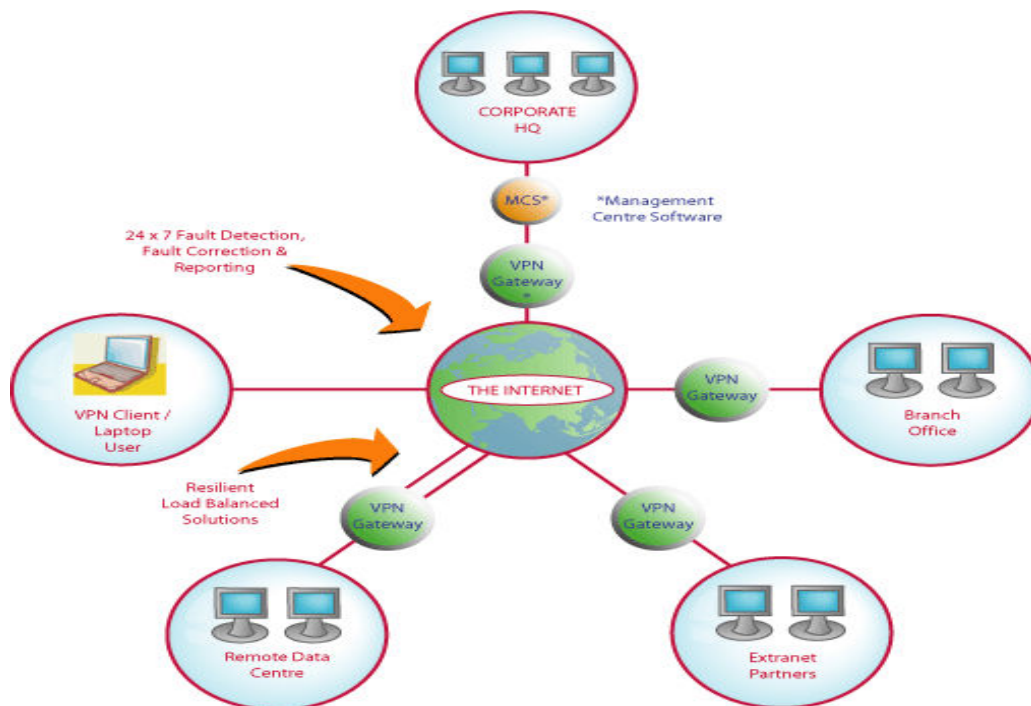 CORPORATE
HQ
MCS*
*Management
Centre Software
24 x 7 Fault Detection,
Fault Correction &
Reporting
VPN
Gateway
*
THE INTERNET
VPN Client /
Laptop
User
VPN
Gateway
Branch
Office
Resilient
Load Balanced
Solutions
VPN
Gateway
VPN
Gateway
Remote Data
Centre
Extranet
Partners